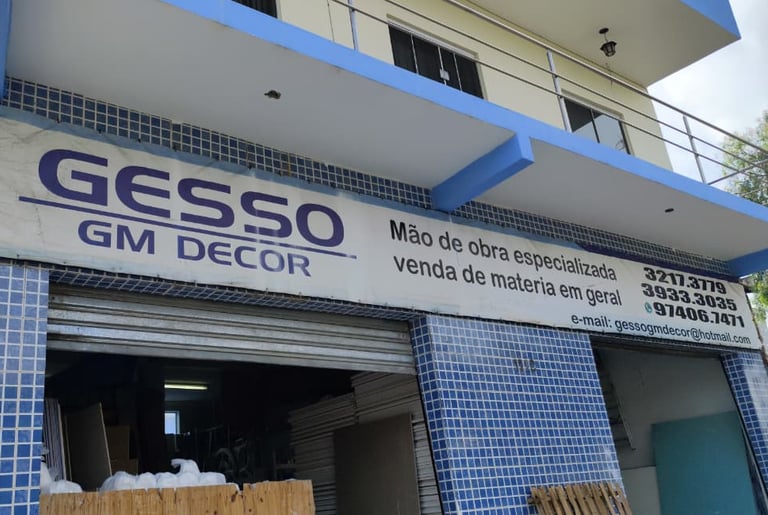 GESSO
GM DECOR
Mão de obra especializada
venda de materia em geral
3217.3779
3933.3035
97406.7471
e-mail: gessogmdecor@hotmail.com